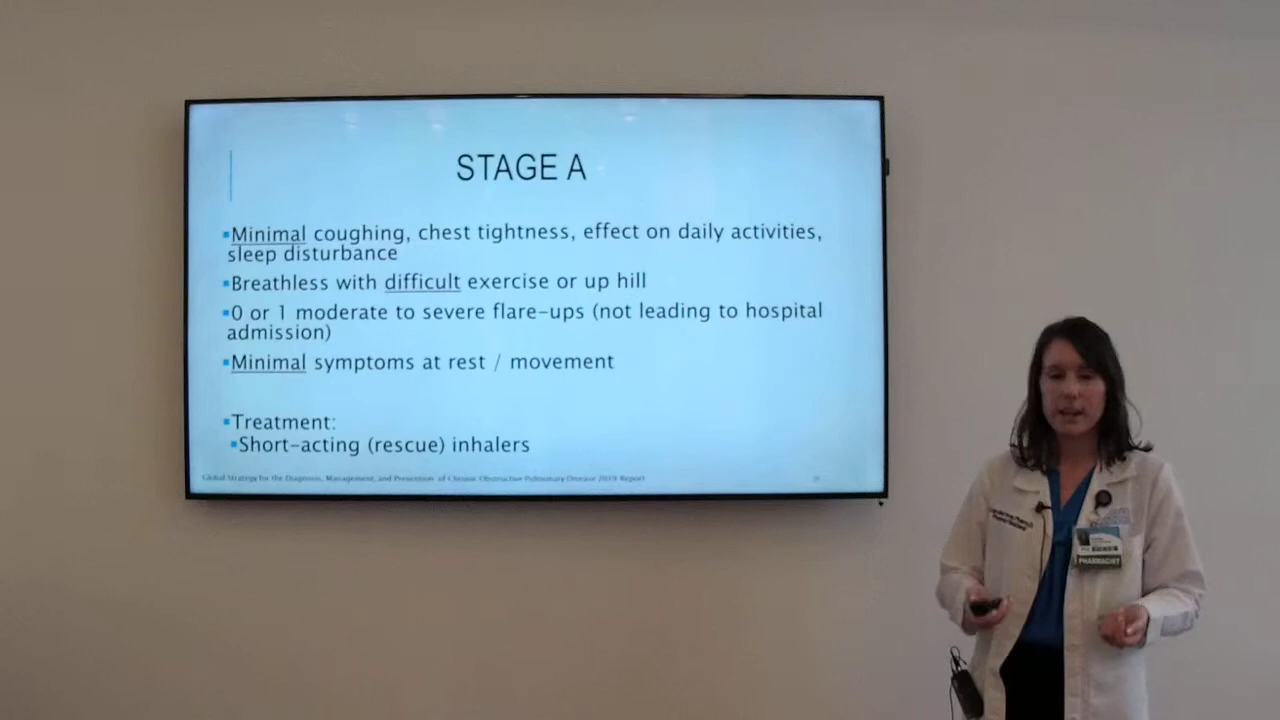 STAGE A
▪Minimal coughing, chest tightness, effect on daily activities,
sleep disturbance
▪Breathless with difficult exercise or up hill
▪0 or 1 moderate to severe flare-ups (not leading to hospital
admission)
▪Minimal symptoms at rest / movement
▪Treatment:
▪Short-acting (rescue) inhalers
Global Strategy for the Diagnosis, Management, and Prevention of Chronic Obstructive Pulmonary Disease 2019 Report
PHARMACIST